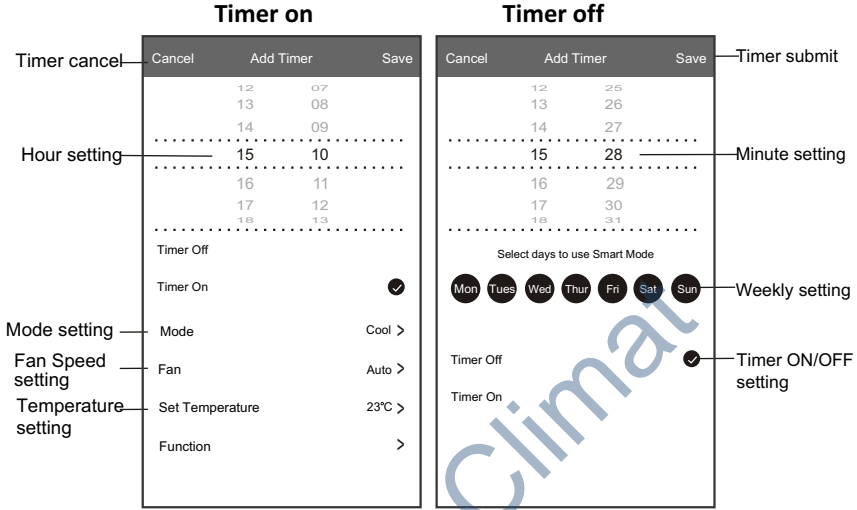 Timer on
Timer off
Timer cancel
Cancel Add Timer Save
12 07
13 08
14 09
15 10
16 11
17 12
18 13
Hour setting
Timer Off
Timer On
Mode setting
Mode Cool >
Fan Speed
setting
Fan Auto >
Temperature
setting
Set Temperature 23℃ >
Function >
Cancel Add Timer Save
Timer submit
12 25
13 26
14 27
15 28
16 29
17 30
18 31
Minute setting
Select days to use Smart Mode
Mon Tues Wed Thur Fri Sat Sun
Weekly setting
Timer Off
Timer On
Timer ON/OFF
setting
Climat